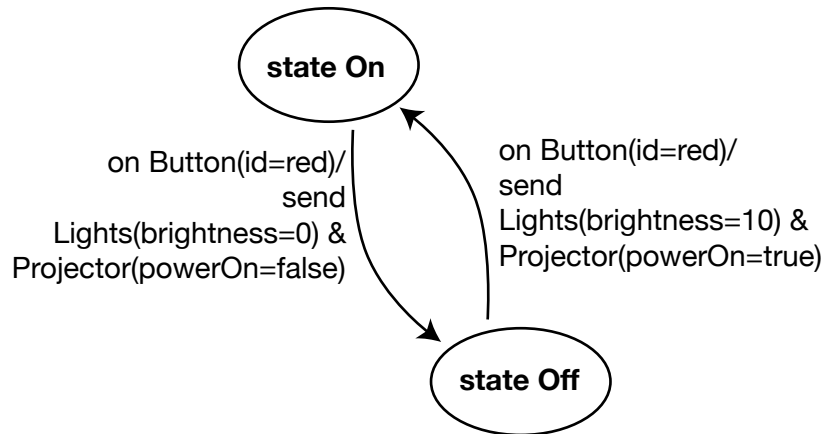 state On
on Button(id=red)/
send
Lights(brightness=0) &
Projector(powerOn=false)
on Button(id=red)/
send
Lights(brightness=10) &
Projector(powerOn=true)
state Off